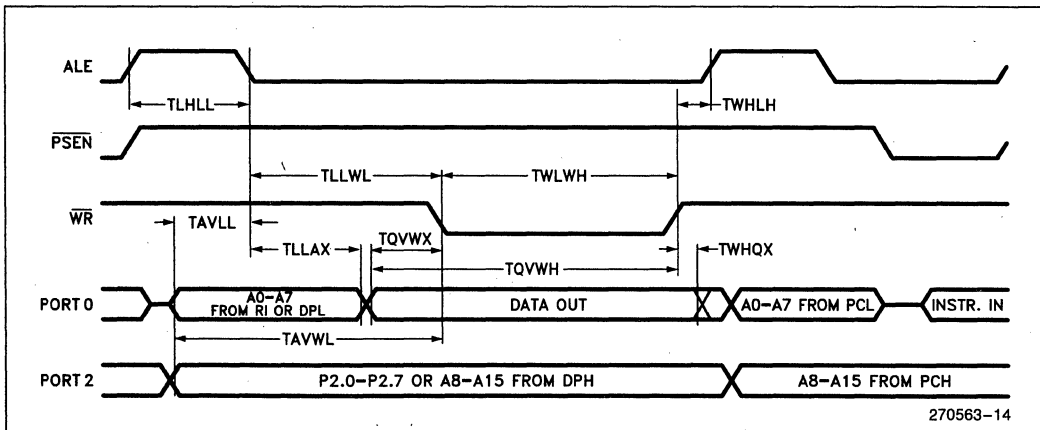 ALE
TLHLL
TWHLH
PSEN
TLLWL
TWLWH
WR
TAVLL
TLLAX
TQVWX
TWHQX
TQVWH
PORT 0
A0–A7
FROM RI OR DPL
DATA OUT
A0–A7 FROM PCL
INSTR. IN
TAVWL
PORT 2
P2.0–P2.7 OR A8–A15 FROM DPH
A8–A15 FROM PCH
270563–14